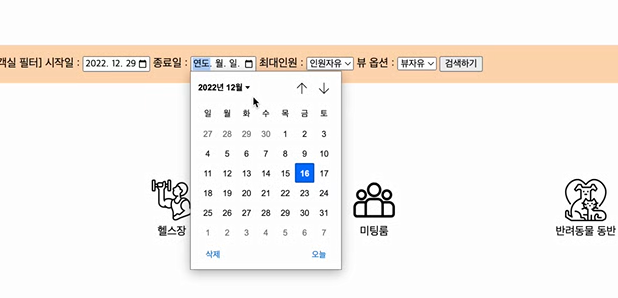 객실 필터] 시작일 : 2022. 12. 29 종료일 : 연도. 월. 일. 최대인원 : 인원자유 뷰 옵션 : 뷰자유 검색하기
2022년 12월
일 월 화 수 목 금 토
27 28 29 30 1 2 3
4 5 6 7 8 9 10
11 12 13 14 15 16 17
18 19 20 21 22 23 24
25 26 27 28 29 30 31
1 2 3 4 5 6 7
삭제 오늘
헬스장 미팅룸 반려동물 동반